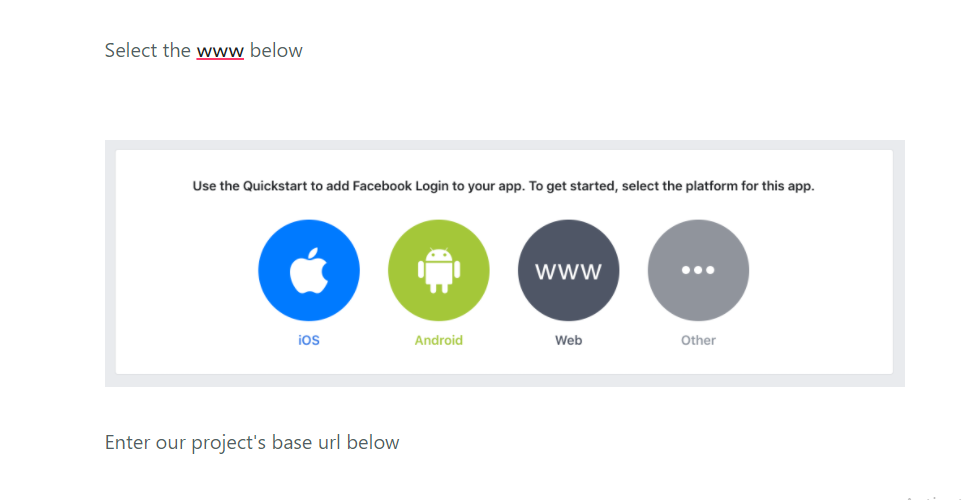 Select the www below
Use the Quickstart to add Facebook Login to your app. To get started, select the platform for this app.
WWW
iOS
Android
Web
Other
Enter our project's base url below